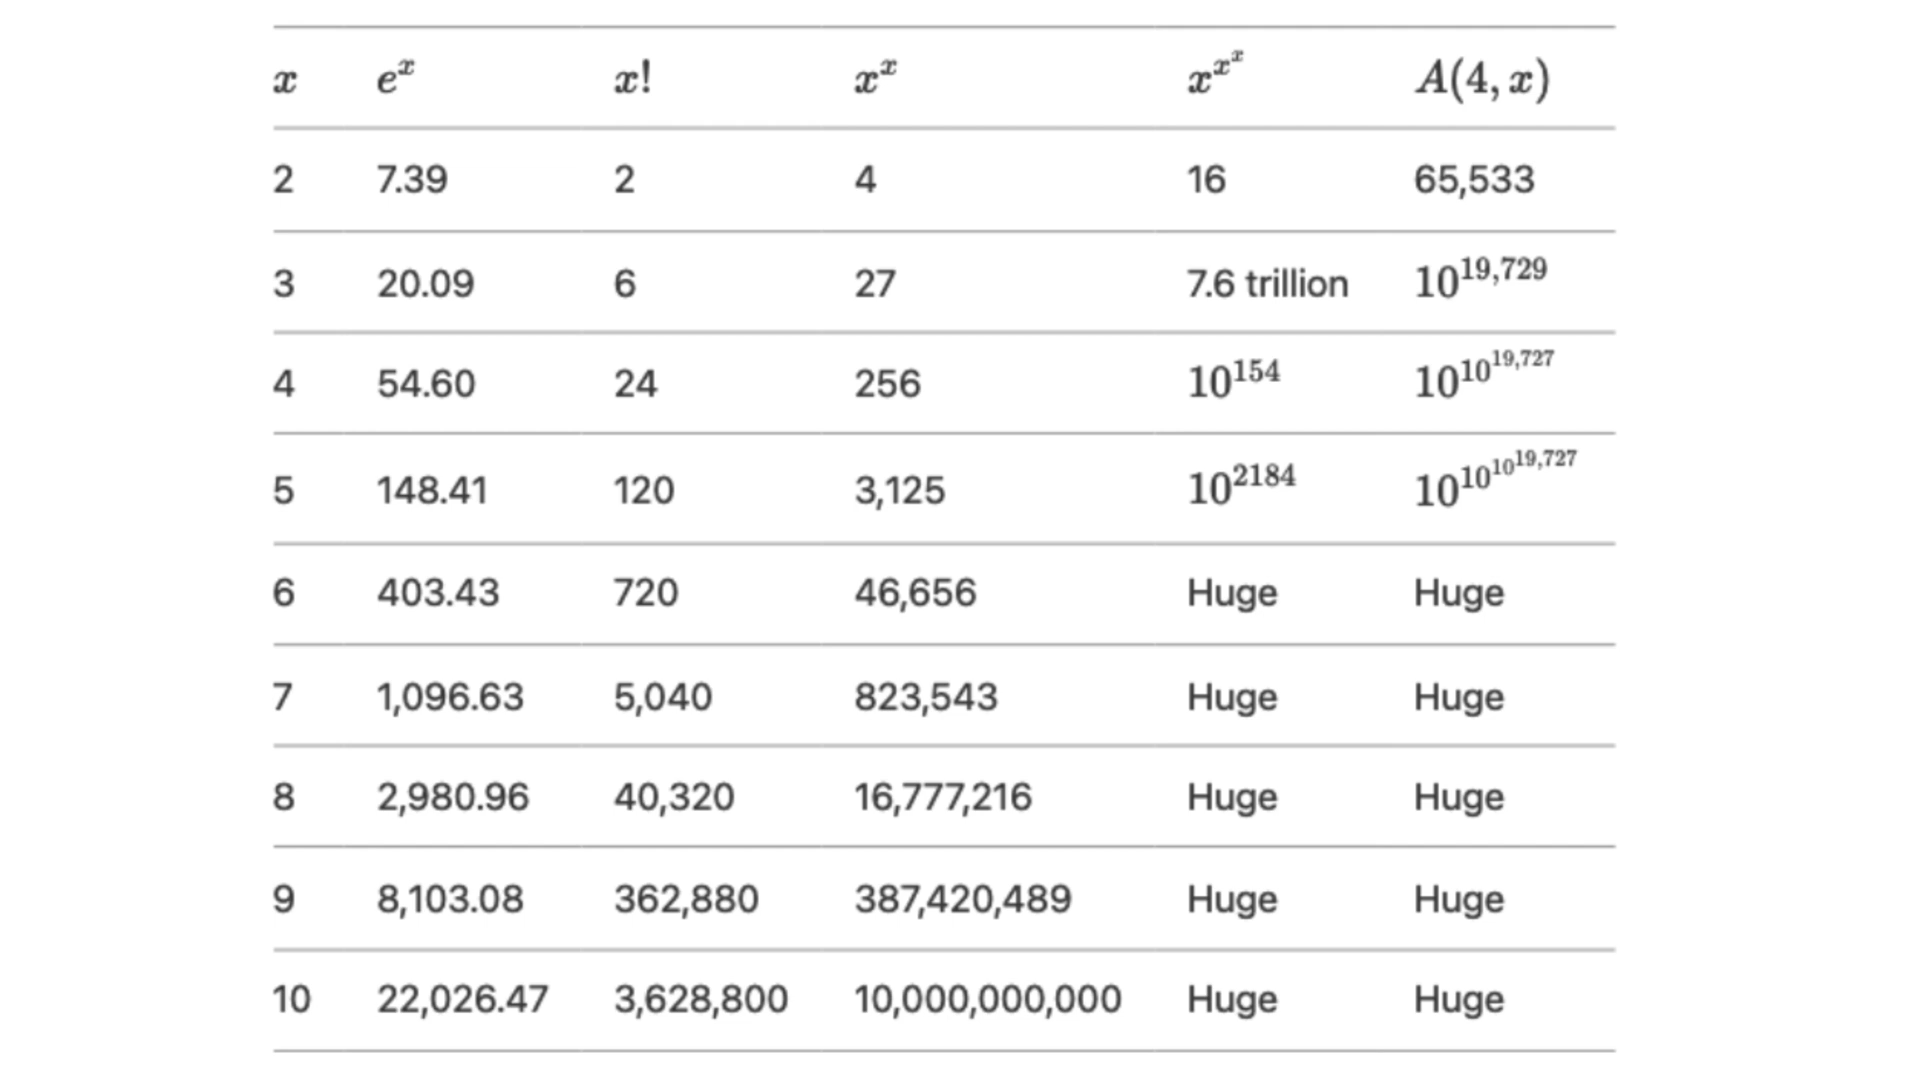 x e^x x! x^x x^{x^x} A(4, x)
2 7.39 2 4 16 65,533
3 20.09 6 27 7.6 trillion 10^{19,729}
4 54.60 24 256 10^{154} 10^{10^{19,727}}
5 148.41 120 3,125 10^{2184} 10^{10^{10^{19,727}}}
6 403.43 720 46,656 Huge Huge
7 1,096.63 5,040 823,543 Huge Huge
8 2,980.96 40,320 16,777,216 Huge Huge
9 8,103.08 362,880 387,420,489 Huge Huge
10 22,026.47 3,628,800 10,000,000,000 Huge Huge